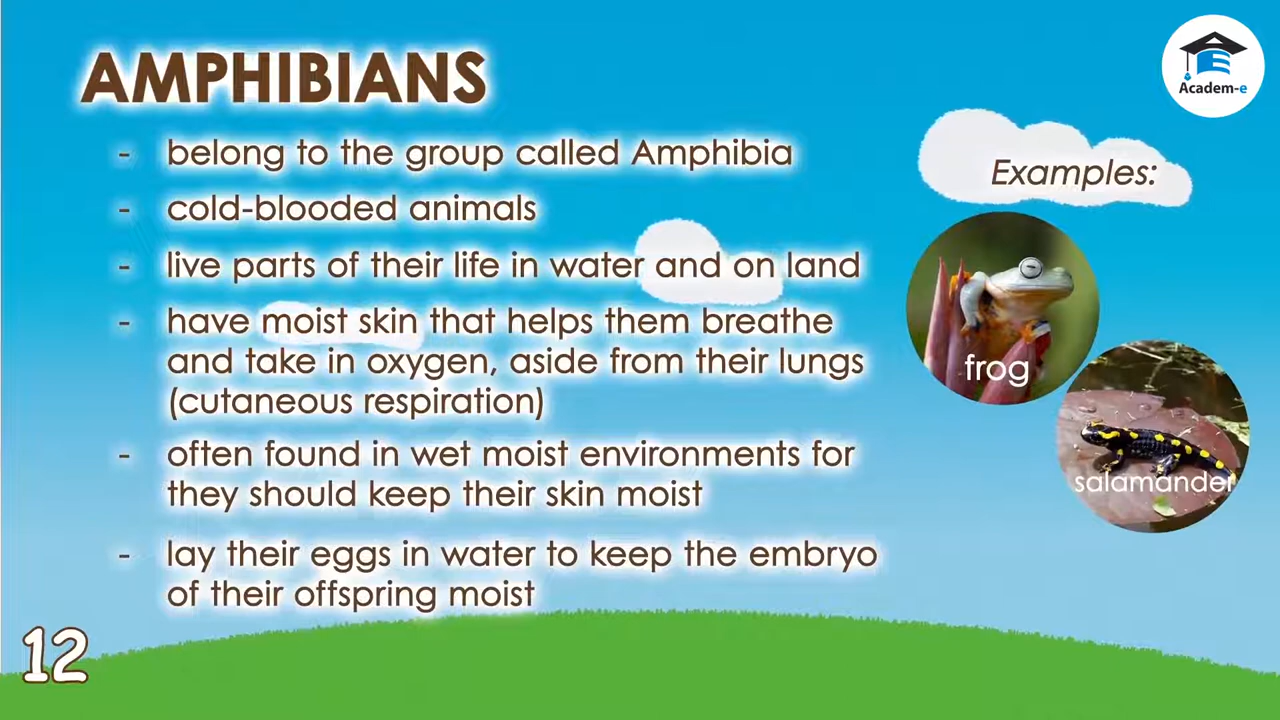 AMPHIBIANS
Academ-e
- belong to the group called Amphibia
- cold-blooded animals
- live parts of their life in water and on land
- have moist skin that helps them breathe
and take in oxygen, aside from their lungs
(cutaneous respiration)
- often found in wet moist environments for
they should keep their skin moist
- lay their eggs in water to keep the embryo
of their offspring moist
Examples:
frog
salamander
12